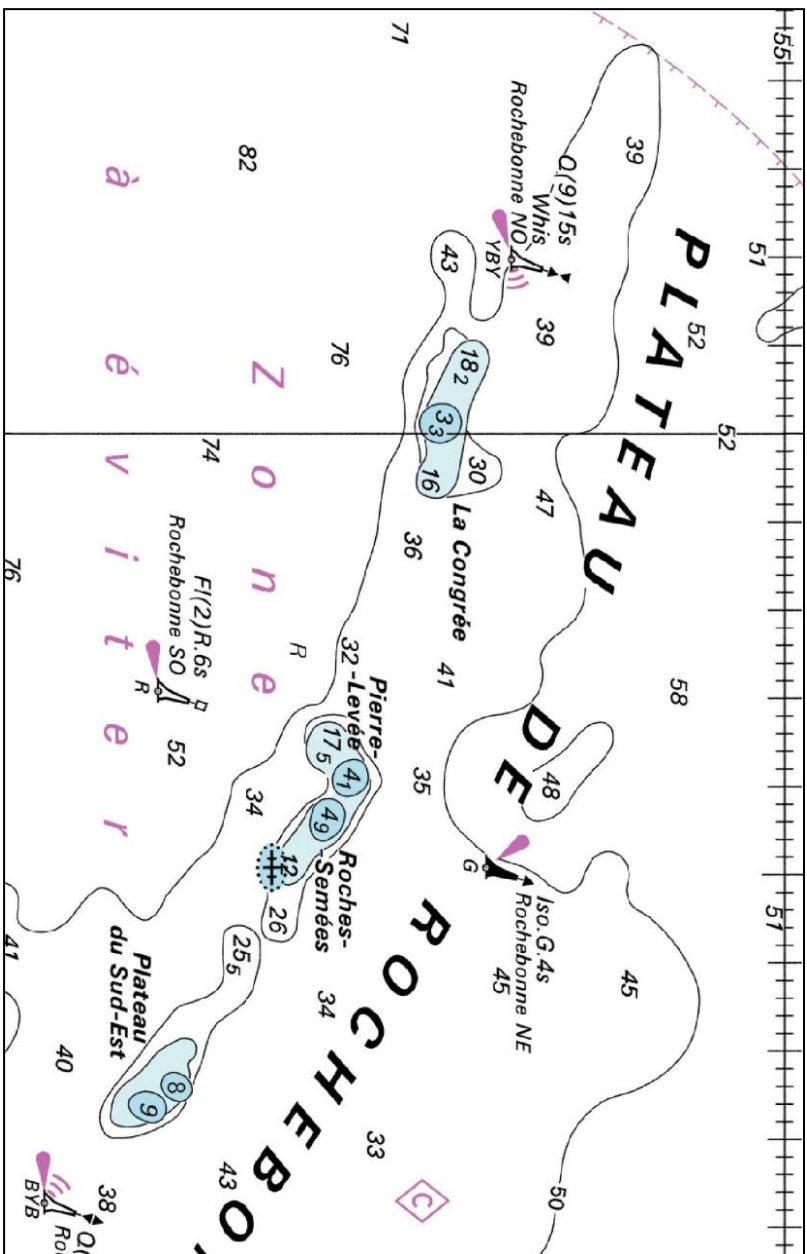 55
51
51
52
52
PLATEAU DE ROCHEBO
39
58
45
48
50
39
47
Iso.G.4s
Rochebonne NE
G
45
Q(9)15s
Whis
Rochebonne NO
YBY
43
18₂
3₃
16
30
La Congrée
36
41
35
C
33
Pierre-
Levée
32
17₅
4₁
4₉
12
Roches-
Semées
26
34
34
25₅
71
82
76
74
76
R
Fl(2)R.6s
Rochebonne SO
R
52
Plateau
du Sud-Est
8
9
43
41
40
38
Q(
Ro
BYB
Zone
à éviter